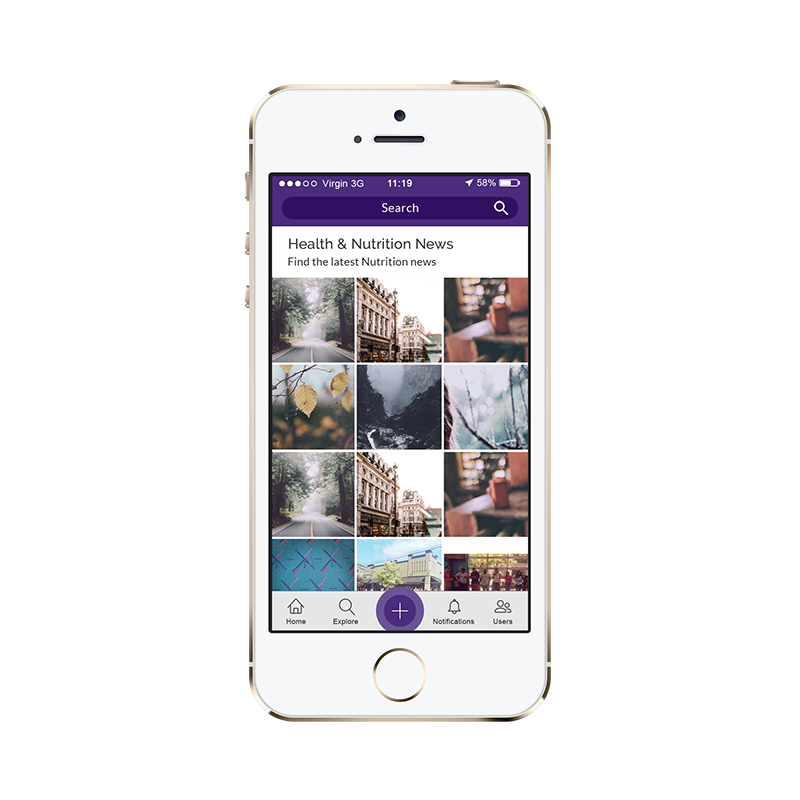 Virgin 3G 11:19 58%
Search
Health & Nutrition News
Find the latest Nutrition news
Home Explore Notifications Users